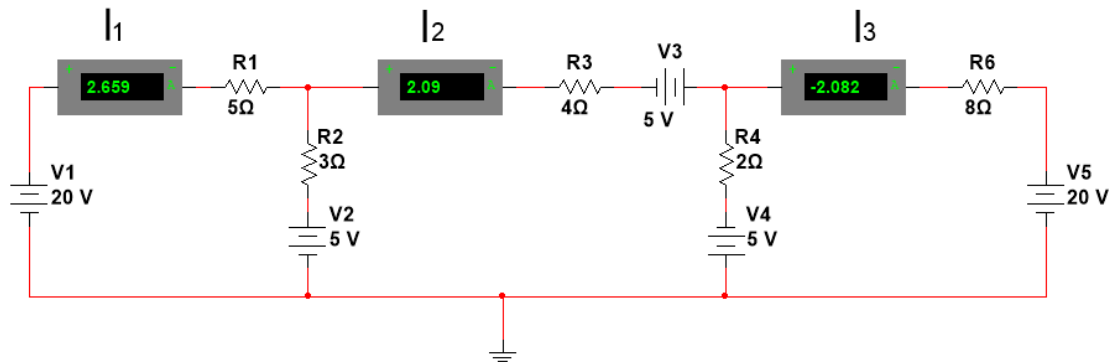 I₁
I₂
I₃
+ 2.659 − A
R1
5Ω
+ 2.09 − A
R3
4Ω
V3
5 V
+ -2.082 − A
R6
8Ω
R2
3Ω
R4
2Ω
V1
20 V
V2
5 V
V4
5 V
V5
20 V